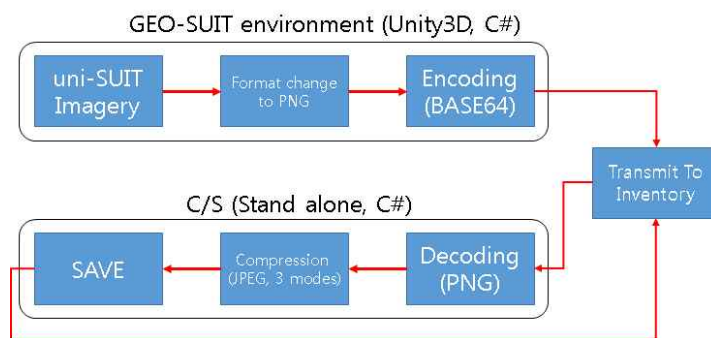 GEO-SUIT environment (Unity3D, C#)
uni-SUIT
Imagery
Format change
to PNG
Encoding
(BASE64)
Transmit To
Inventory
C/S (Stand alone, C#)
SAVE
Compression
(JPEG, 3 modes)
Decoding
(PNG)